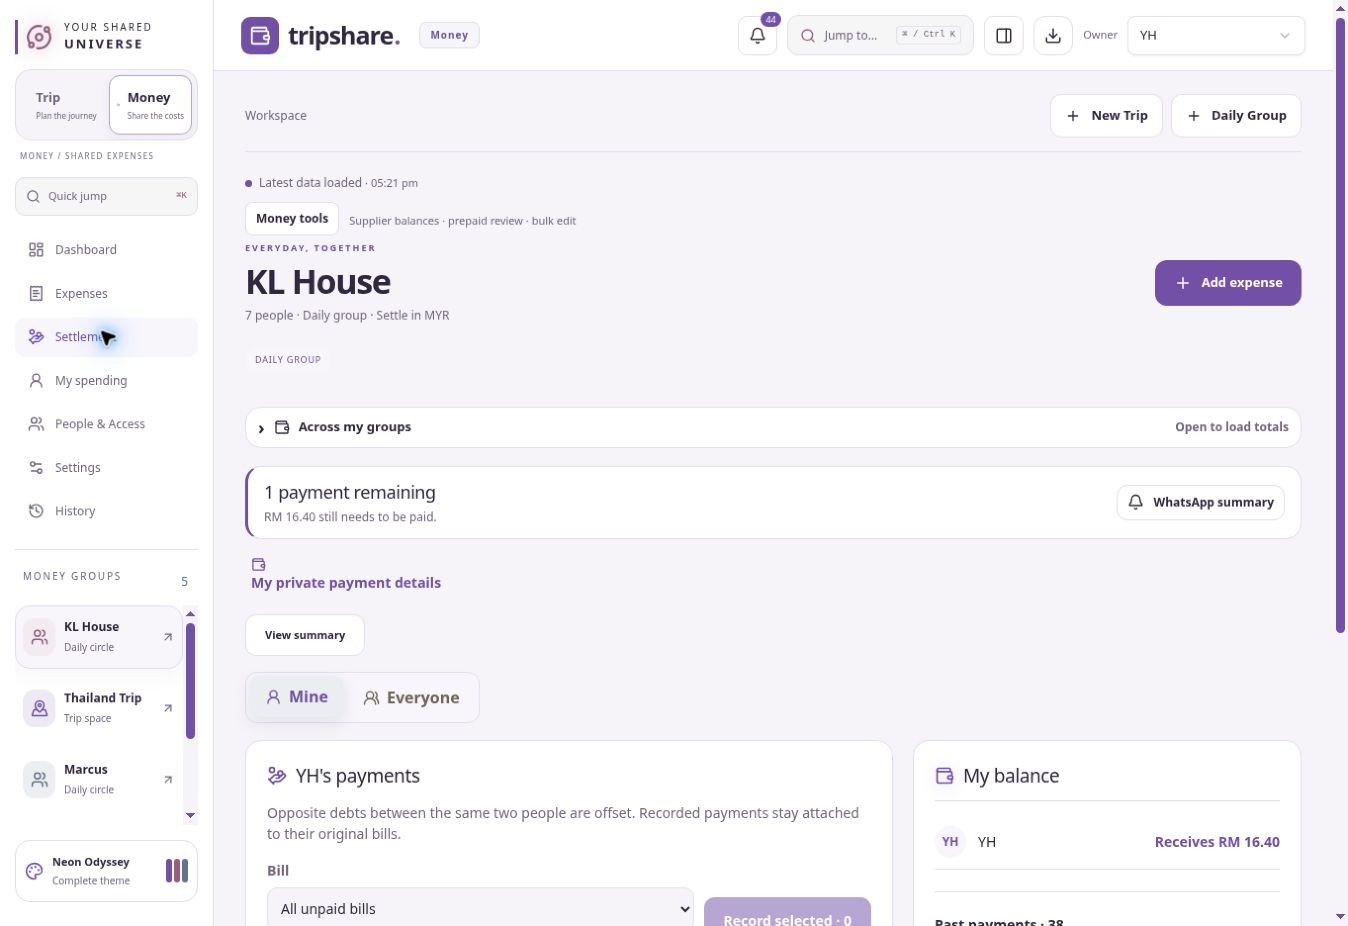 YOUR SHARED
UNIVERSE
Trip
Plan the journey
Money
Share the costs
MONEY / SHARED EXPENSES
Quick jump
⌘K
Dashboard
Expenses
Settlem
My spending
People & Access
Settings
History
MONEY GROUPS
5
KL House
Daily circle
Thailand Trip
Trip space
Marcus
Daily circle
Neon Odyssey
Complete theme
tripshare.
Money
44
Jump to...
⌘ / Ctrl K
Owner
YH
Workspace
New Trip
Daily Group
Latest data loaded · 05:21 pm
Money tools
Supplier balances · prepaid review · bulk edit
EVERYDAY, TOGETHER
KL House
Add expense
7 people · Daily group · Settle in MYR
DAILY GROUP
Across my groups
Open to load totals
1 payment remaining
RM 16.40 still needs to be paid.
WhatsApp summary
My private payment details
View summary
Mine
Everyone
YH's payments
Opposite debts between the same two people are offset. Recorded payments stay attached
to their original bills.
Bill
All unpaid bills
Record selected · 0
My balance
YH
YH
Receives RM 16.40
Past payments · 38